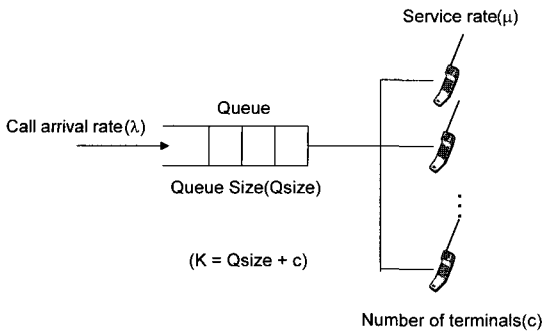 Service rate(μ)
Queue
Call arrival rate(λ)
Queue Size(Qsize)
(K = Qsize + c)
Number of terminals(c)